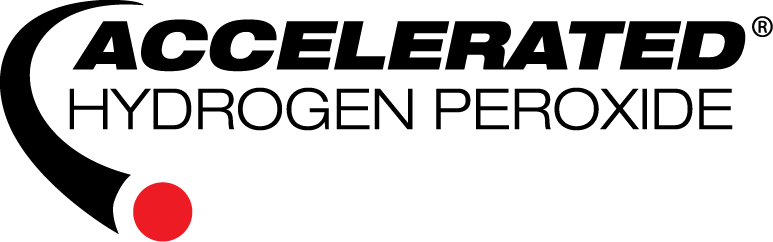 ACCELERATED®
HYDROGEN PEROXIDE